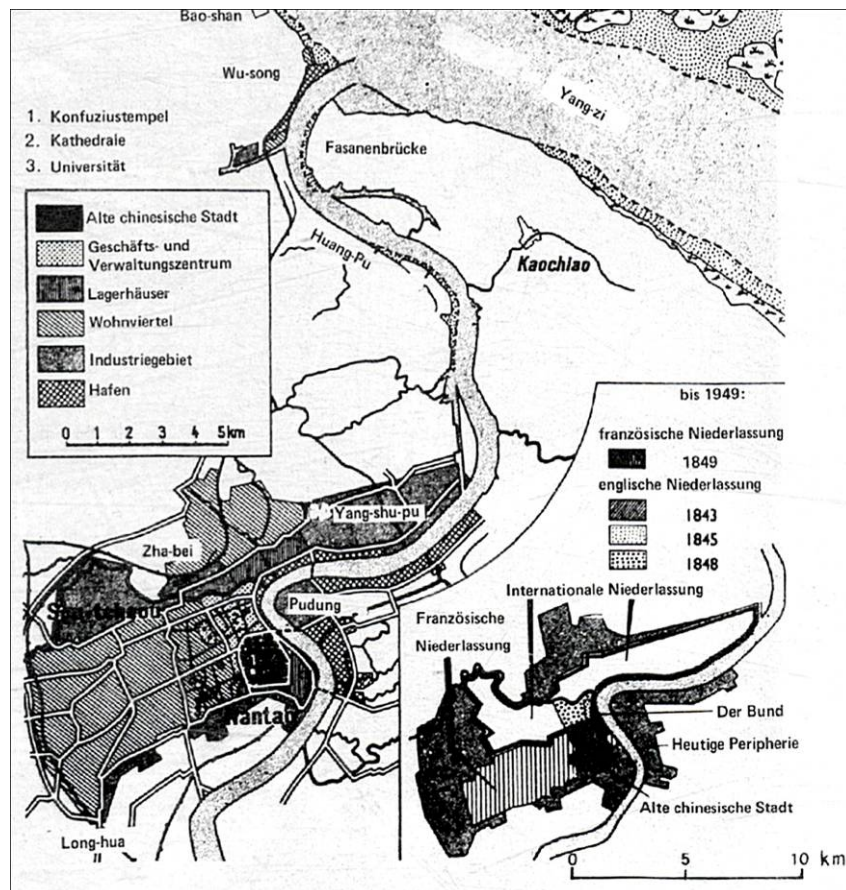 Bao-shan
Wu-song
Yang-zi
1. Konfuziustempel
2. Kathedrale
3. Universität
Fasanenbrücke
Huang-Pu
Kaochiao
Alte chinesische Stadt
Geschäfts- und
Verwaltungszentrum
Lagerhäuser
Wohnviertel
Industriegebiet
Hafen
0 1 2 3 4 5km
bis 1949:
französische Niederlassung
1849
englische Niederlassung
1843
1845
1848
Yang-shu-pu
Zha-bei
Pudung
Nantao
Long-hua
Internationale Niederlassung
Französische
Niederlassung
Der Bund
Heutige Peripherie
Alte chinesische Stadt
0 5 10 km